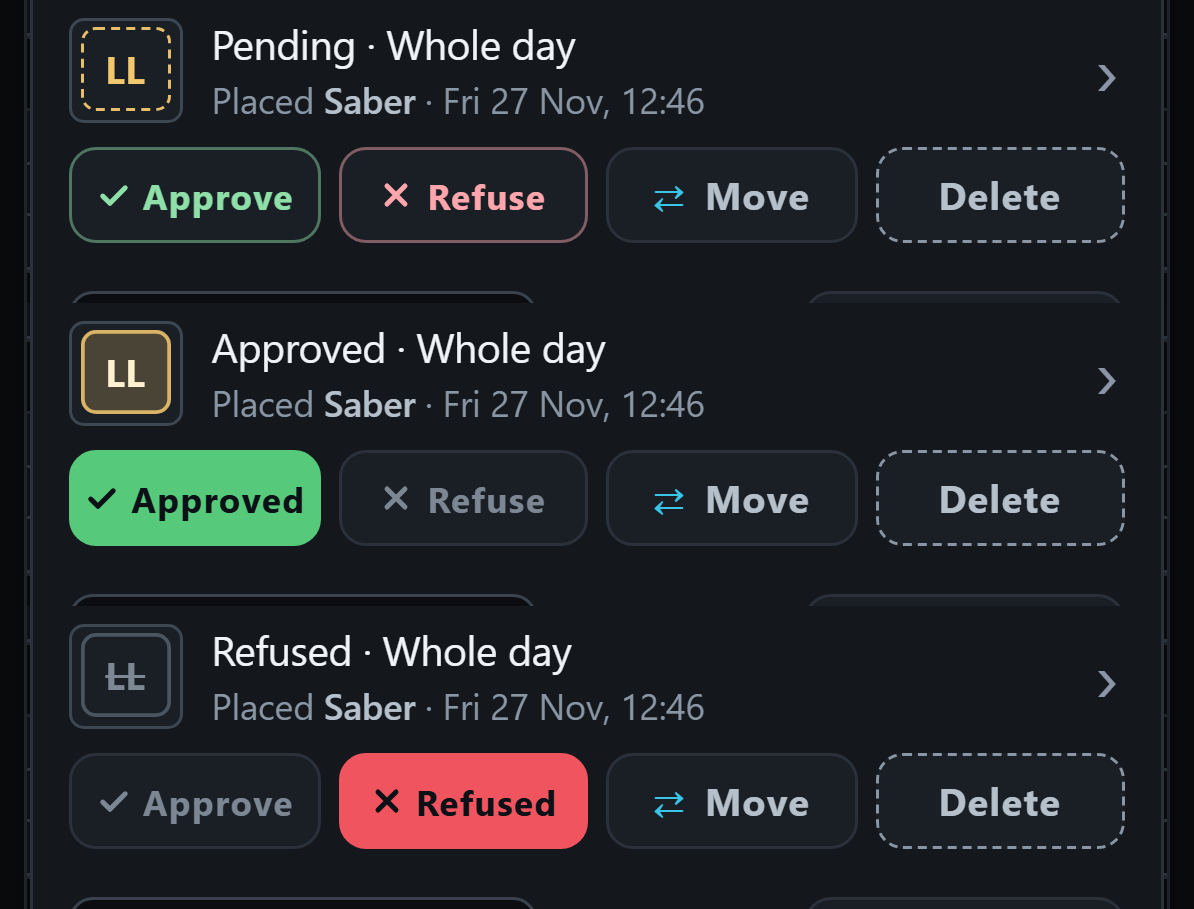 LL
Pending · Whole day
Placed Saber · Fri 27 Nov, 12:46
✓ Approve ✕ Refuse ⇄ Move Delete
LL
Approved · Whole day
Placed Saber · Fri 27 Nov, 12:46
✓ Approved ✕ Refuse ⇄ Move Delete
LL
Refused · Whole day
Placed Saber · Fri 27 Nov, 12:46
✓ Approve ✕ Refused ⇄ Move Delete